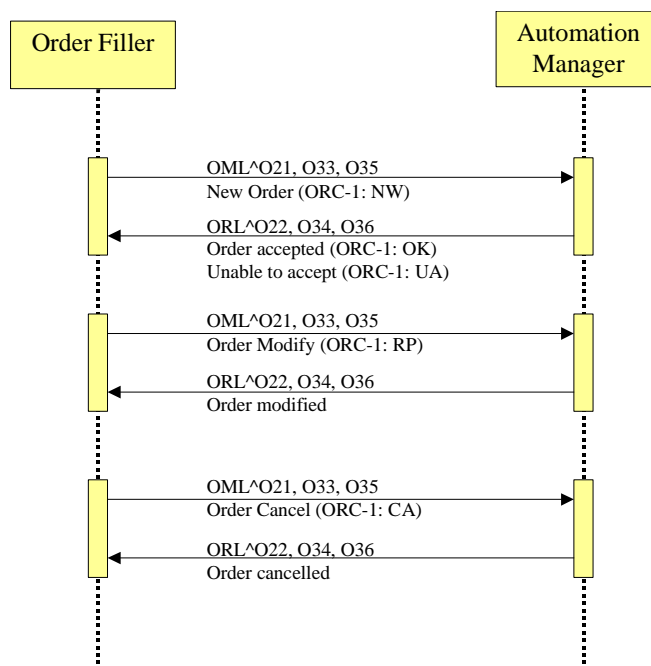 Order Filler
Automation
Manager
OML^O21, O33, O35
New Order (ORC-1: NW)
ORL^O22, O34, O36
Order accepted (ORC-1: OK)
Unable to accept (ORC-1: UA)
OML^O21, O33, O35
Order Modify (ORC-1: RP)
ORL^O22, O34, O36
Order modified
OML^O21, O33, O35
Order Cancel (ORC-1: CA)
ORL^O22, O34, O36
Order cancelled